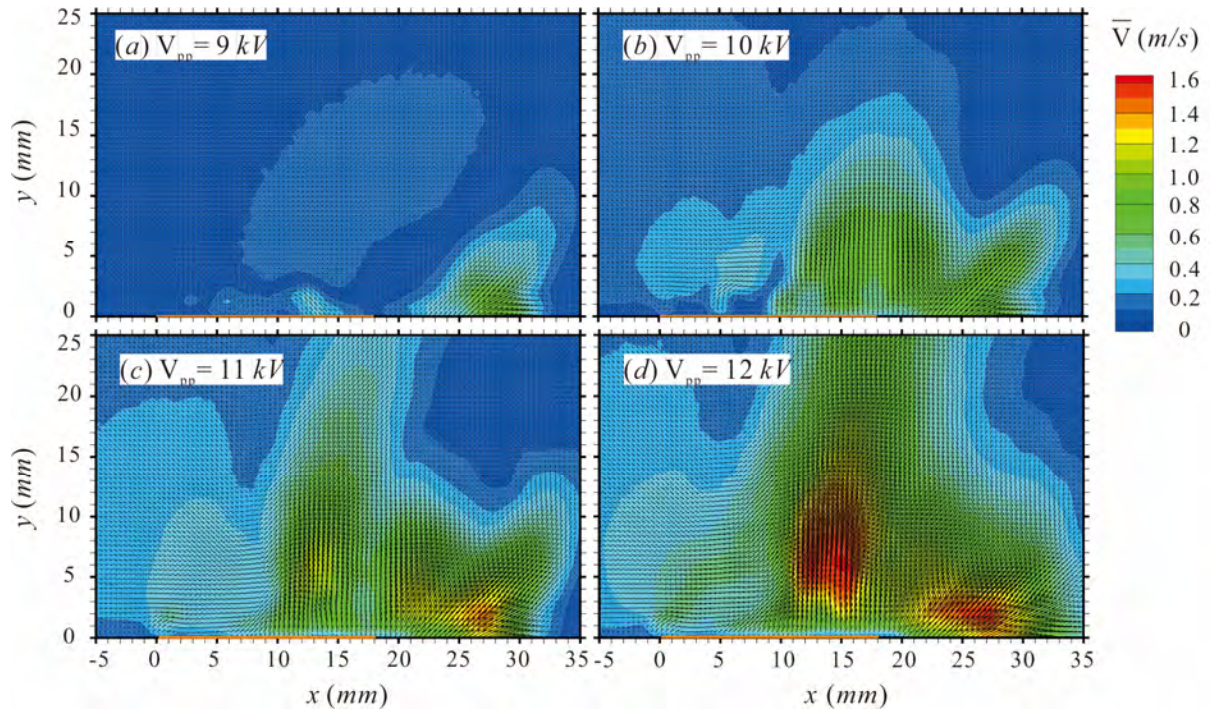 25
20
15
10
5
0
y (mm)
(a) Vpp = 9 kV
(b) Vpp = 10 kV
V (m/s)
1.6
1.4
1.2
1.0
0.8
0.6
0.4
0.2
0
25
20
15
10
5
0
y (mm)
(c) Vpp = 11 kV
(d) Vpp = 12 kV
-5 0 5 10 15 20 25 30 35
-5 0 5 10 15 20 25 30 35
x (mm)
x (mm)